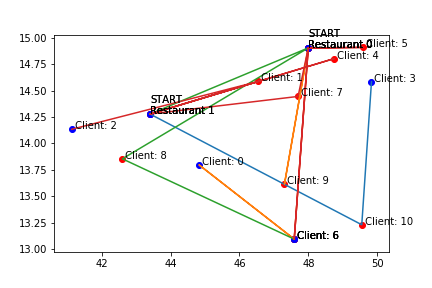 START
Restaurant 0
Client: 5
Client: 4
Client: 1
Client: 3
Client: 7
START
Restaurant 1
Client: 2
Client: 8
Client: 0
Client: 9
Client: 10
Client: 6
15.00
14.75
14.50
14.25
14.00
13.75
13.50
13.25
13.00
42
44
46
48
50